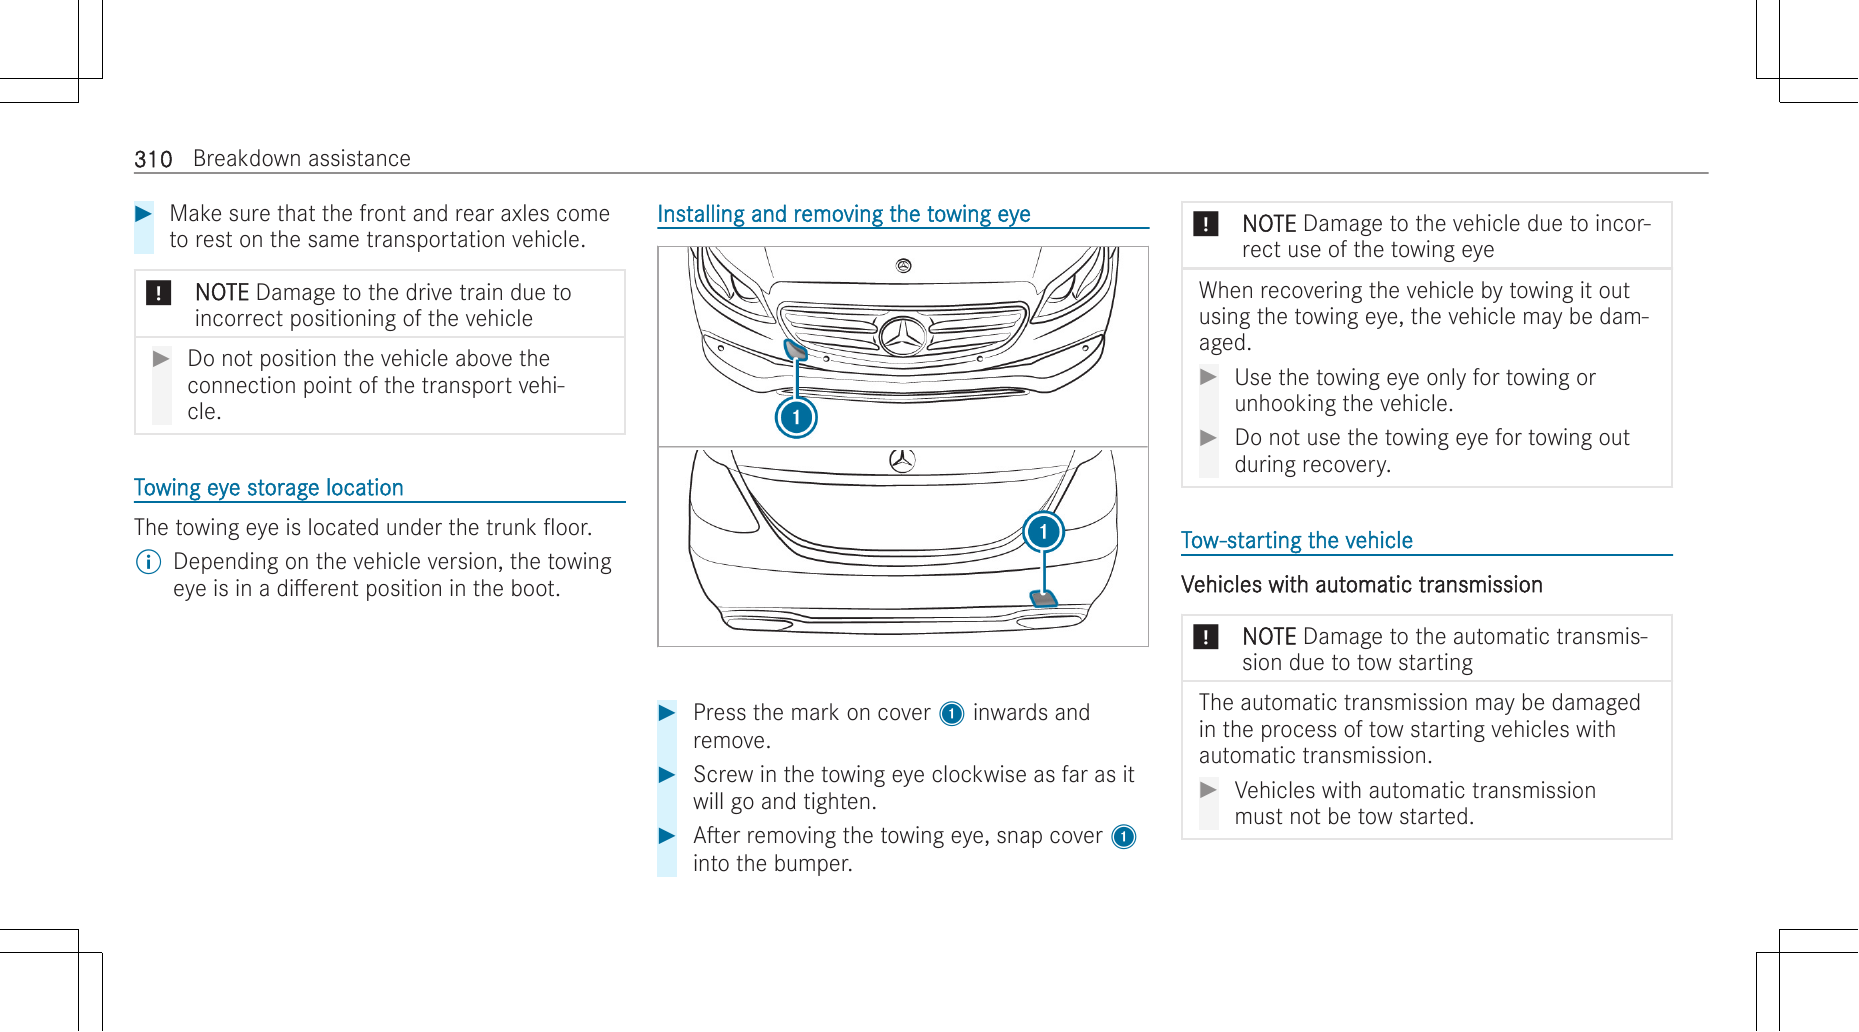 310 Breakdown assistance
Make sure that the front and rear axles come
to rest on the same transportation vehicle.
! NOTE Damage to the drive train due to
incorrect positioning of the vehicle
Do not position the vehicle above the
connection point of the transport vehi-
cle.
Towing eye storage location
The towing eye is located under the trunk floor.
i Depending on the vehicle version, the towing
eye is in a different position in the boot.
Installing and removing the towing eye
1
1
Press the mark on cover 1 inwards and
remove.
Screw in the towing eye clockwise as far as it
will go and tighten.
After removing the towing eye, snap cover 1
into the bumper.
! NOTE Damage to the vehicle due to incor-
rect use of the towing eye
When recovering the vehicle by towing it out
using the towing eye, the vehicle may be dam-
aged.
Use the towing eye only for towing or
unhooking the vehicle.
Do not use the towing eye for towing out
during recovery.
Tow-starting the vehicle
Vehicles with automatic transmission
! NOTE Damage to the automatic transmis-
sion due to tow starting
The automatic transmission may be damaged
in the process of tow starting vehicles with
automatic transmission.
Vehicles with automatic transmission
must not be tow started.